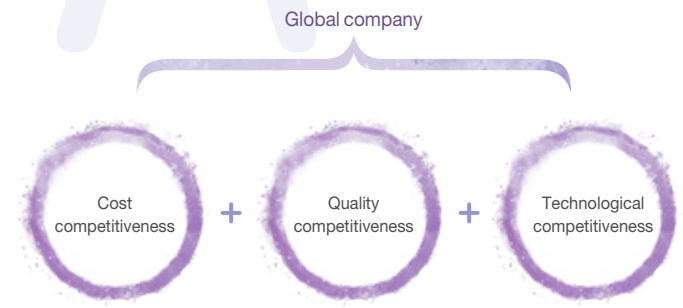 Global company
Cost
competitiveness
+
Quality
competitiveness
+
Technological
competitiveness